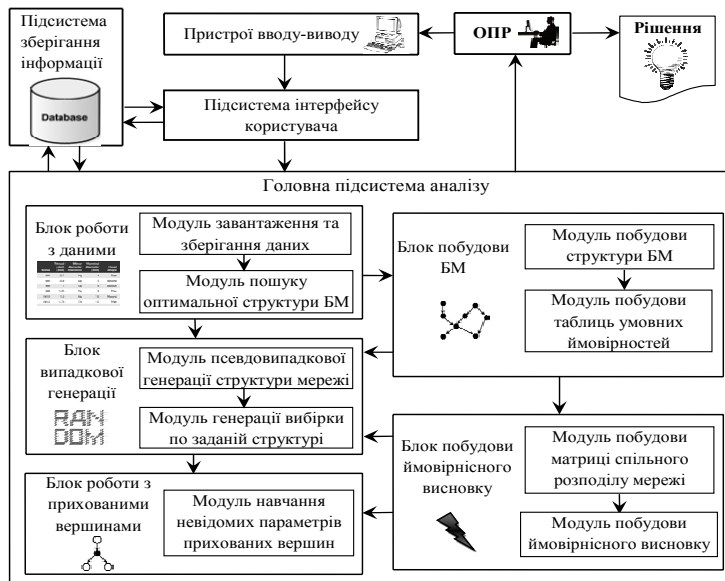 Підсистема
зберігання
інформації
Database
Пристрої вводу-виводу
ОПР
Рішення
Підсистема інтерфейсу
користувача
Головна підсистема аналізу
Блок роботи
з даними
Модуль завантаження та
зберігання даних
Модуль пошуку
оптимальної структури БМ
Блок побудови
БМ
Модуль побудови
структури БМ
Модуль побудови
таблиць умовних
ймовірностей
Блок
випадкової
генерації
RAN
DOM
Модуль псевдовипадкової
генерації структури мережі
Модуль генерації вибірки
по заданій структурі
Блок побудови
ймовірнісного
висновку
Модуль побудови
матриці спільного
розподілу мережі
Модуль побудови
ймовірнісного висновку
Блок роботи з
прихованими
вершинами
Модуль навчання
невідомих параметрів
прихованих вершин